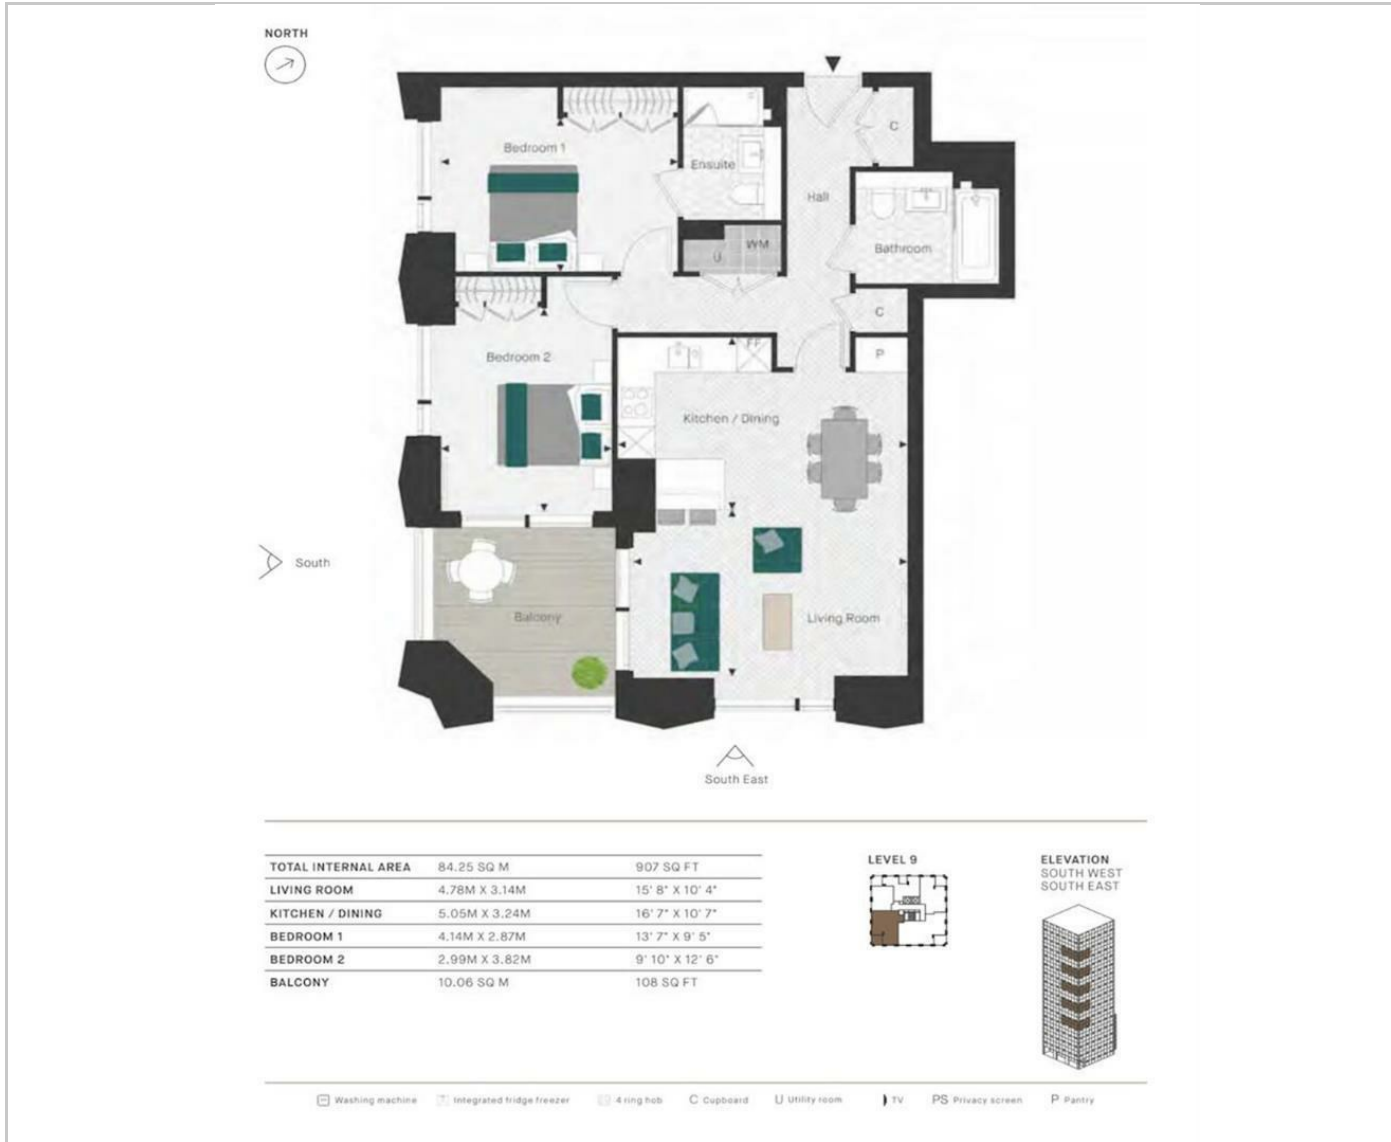 NORTH
Bedroom 1
Ensuite
C
Hall
WM
U
Bathroom
C
Bedroom 2
FF
P
Kitchen / Dining
South
Balcony
Living Room
South East
TOTAL INTERNAL AREA 84.25 SQ M 907 SQ FT
LIVING ROOM 4.78M X 3.14M 15' 8" X 10' 4"
KITCHEN / DINING 5.05M X 3.24M 16' 7" X 10' 7"
BEDROOM 1 4.14M X 2.87M 13' 7" X 9' 5"
BEDROOM 2 2.99M X 3.82M 9' 10" X 12' 6"
BALCONY 10.06 SQ M 108 SQ FT
LEVEL 9
ELEVATION
SOUTH WEST
SOUTH EAST
Washing machine Integrated fridge freezer 4 ring hob C Cupboard U Utility room TV PS Privacy screen P Pantry